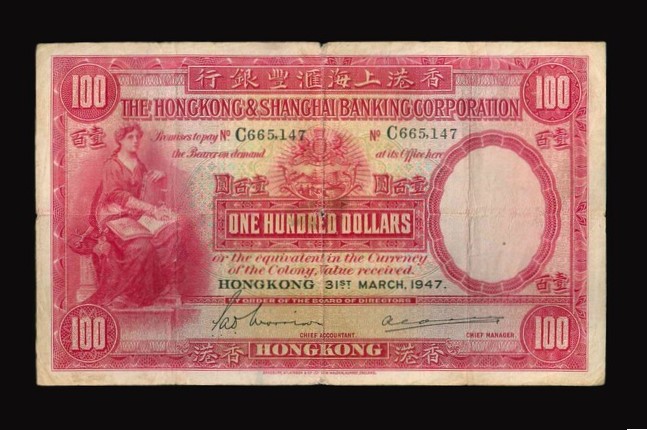 行銀豐滙海上港香
100 100
THE HONGKONG & SHANGHAI BANKING CORPORATION
百壹 百壹
Promises to pay Nº C665,147 Nº C665,147
the Bearer on demand at its Office here
圓百壹 圓百壹
ONE HUNDRED DOLLARS
or the equivalent in the Currency
of the Colony, Value received.
百壹
HONGKONG 31ST MARCH, 1947.
BY ORDER OF THE BOARD OF DIRECTORS
CHIEF ACCOUNTANT CHIEF MANAGER
100 100
港香 HONGKONG 港香